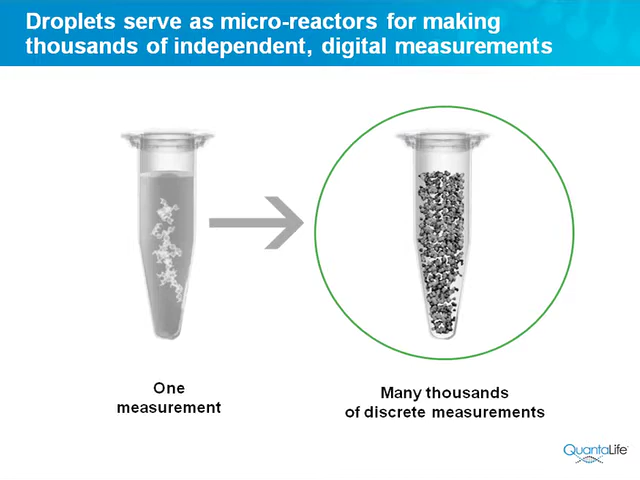 Droplets serve as micro-reactors for making
thousands of independent, digital measurements
One
measurement
Many thousands
of discrete measurements
QuantaLife